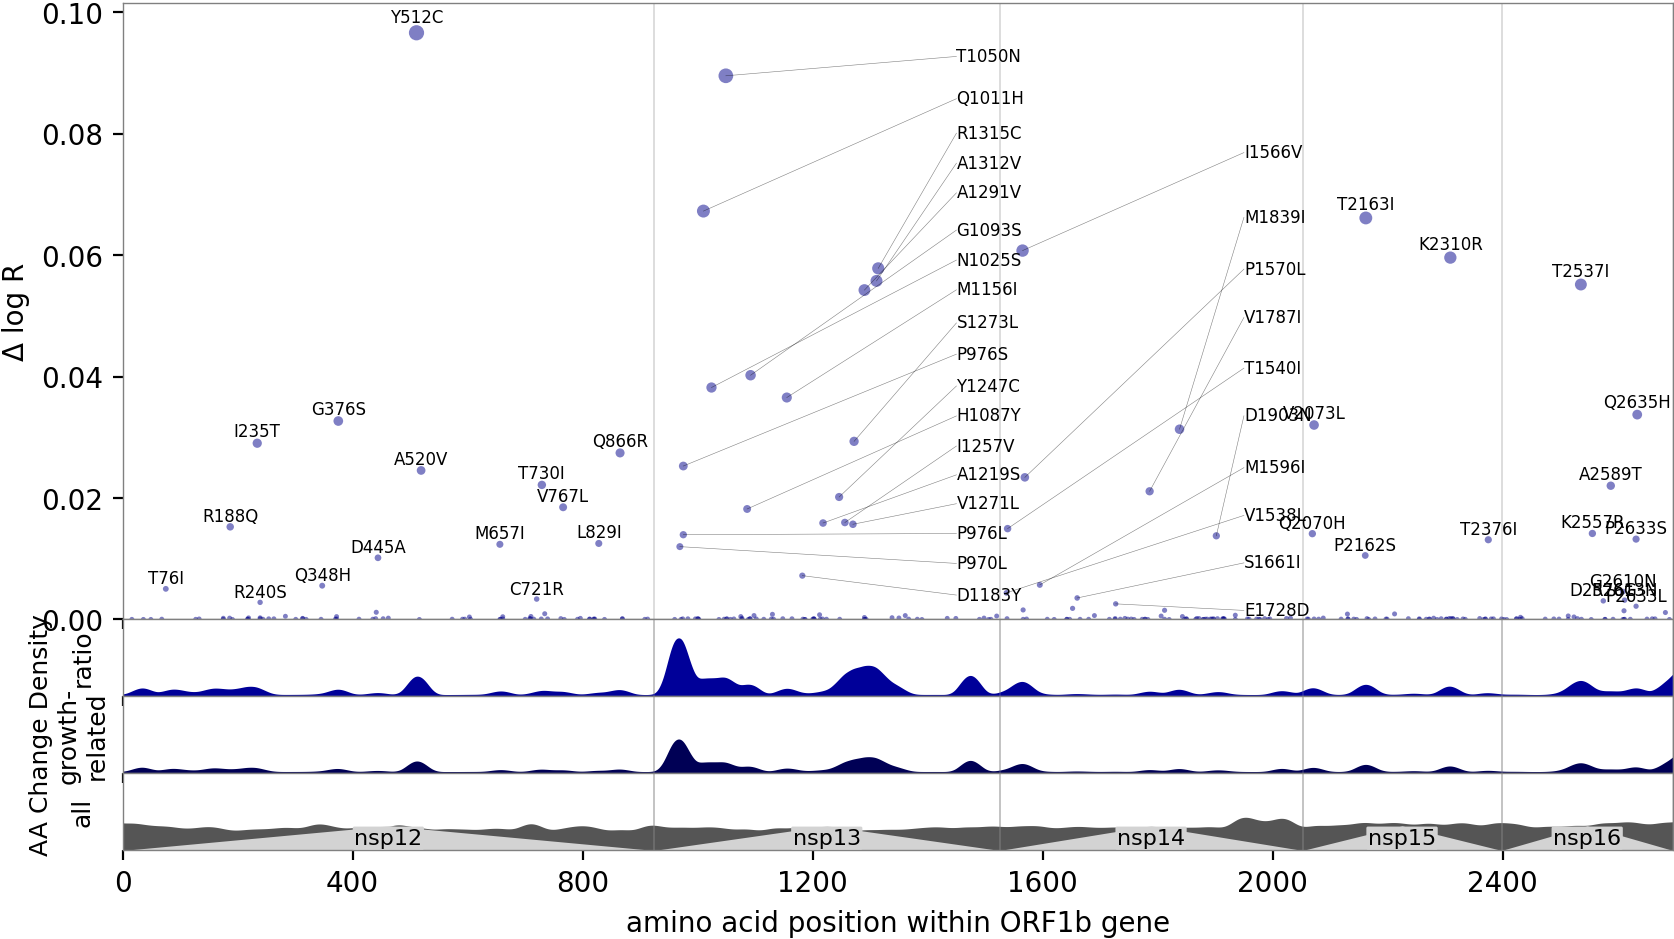 0.10
0.08
0.06
0.04
0.02
0.00
Δ log R
Y512C
T1050N
Q1011H
R1315C
A1312V
A1291V
G1093S
N1025S
M1156I
S1273L
P976S
Y1247C
H1087Y
I1257V
A1219S
V1271L
P976L
P970L
D1183Y
I1566V
M1839I
P1570L
V1787I
T1540I
D1903N
V2073L
M1596I
V1538L
Q2070H
S1661I
E1728D
T2163I
K2310R
T2537I
Q2635H
A2589T
K2557R
P2633S
T2376I
P2162S
G2610N
P2633L
G376S
I235T
A520V
Q866R
T730I
V767L
R188Q
M657I
L829I
D445A
T76I
Q348H
R240S
C721R
AA Change Density
ratio
growth-
related
all
nsp12
nsp13
nsp14
nsp15
nsp16
0
400
800
1200
1600
2000
2400
amino acid position within ORF1b gene